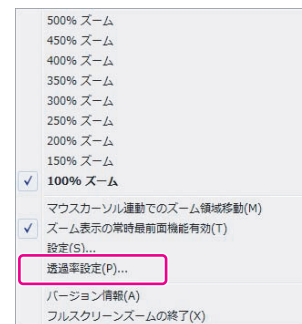 500% ズーム
450% ズーム
400% ズーム
350% ズーム
300% ズーム
250% ズーム
200% ズーム
150% ズーム
100% ズーム
マウスカーソル連動でのズーム領域移動(M)
ズーム表示の常時最前面機能有効(T)
設定(S)...
透過率設定(P)...
バージョン情報(A)
フルスクリーンズームの終了(X)